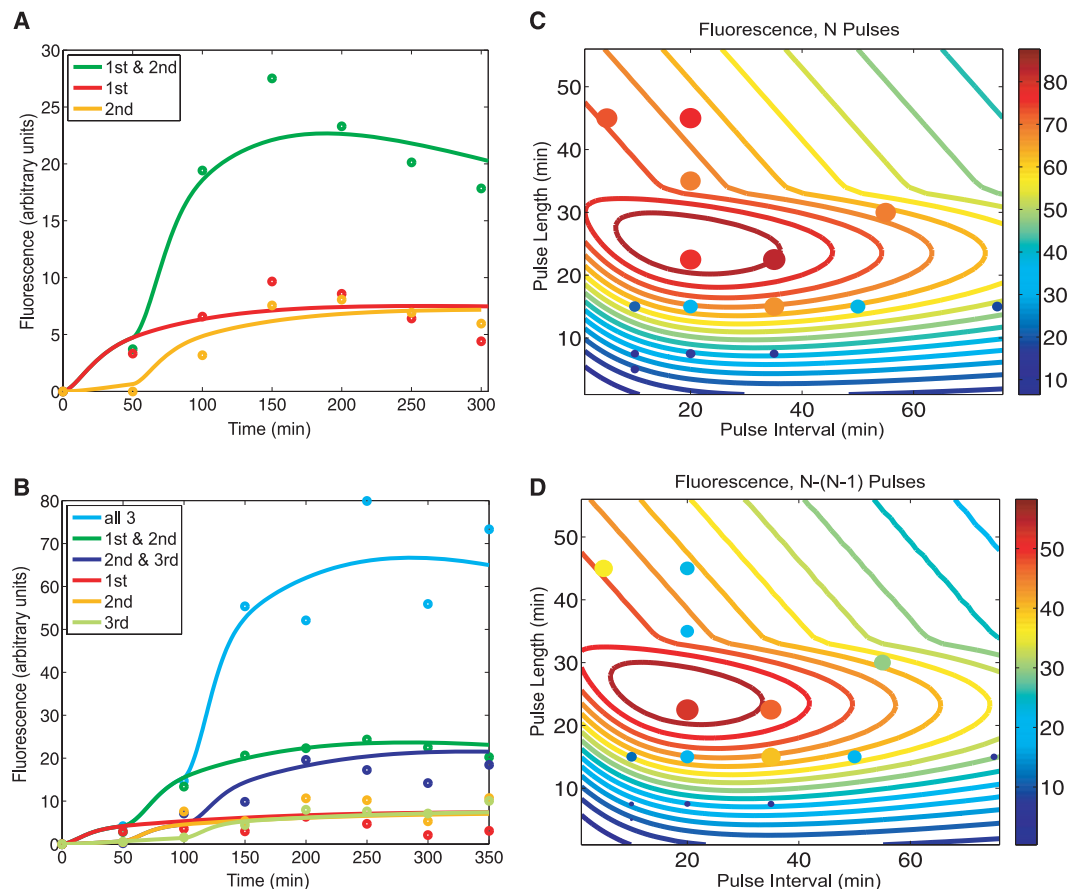 A
30
25
20
15
10
5
0
Fluorescence (arbitrary units)
1st & 2nd
1st
2nd
0 50 100 150 200 250 300
Time (min)
C
Fluorescence, N Pulses
50
40
30
20
10
Pulse Length (min)
20 40 60
Pulse Interval (min)
80
70
60
50
40
30
20
10
B
80
70
60
50
40
30
20
10
0
Fluorescence (arbitrary units)
all 3
1st & 2nd
2nd & 3rd
1st
2nd
3rd
0 50 100 150 200 250 300 350
Time (min)
D
Fluorescence, N-(N-1) Pulses
50
40
30
20
10
Pulse Length (min)
20 40 60
Pulse Interval (min)
50
40
30
20
10